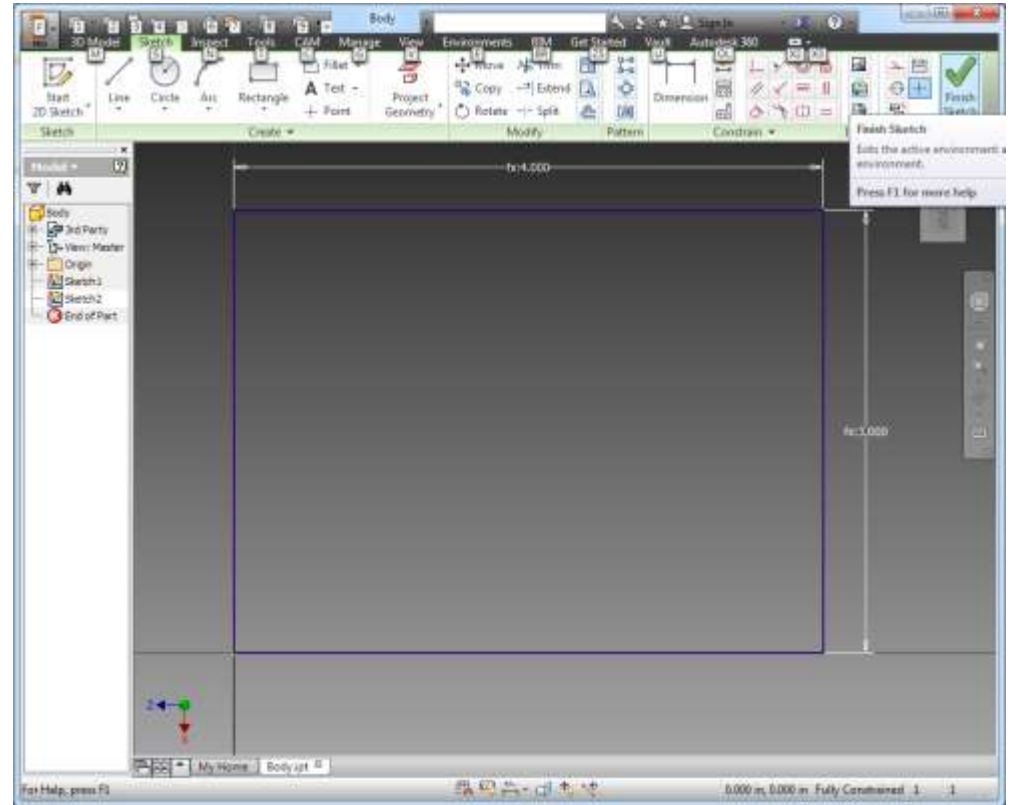 Body
Sign In
3D Model Sketch Inspect Tools CAM Manage View Environments BIM Get Started Vault Autodesk 360
Start
2D Sketch
Line
Circle
Arc
Rectangle
Fillet
Text
Point
Project
Geometry
Move
Copy
Rotate
Trim
Extend
Split
Dimension
Finish
Sketch
Sketch
Create
Modify
Pattern
Constrain
Finish Sketch
Exits the active environment
environment.
Press F1 for more help
Model
Body
3rd Party
View: Master
Origin
Sketch1
Sketch2
End of Part
fx:4.000
fx:3.000
Z
X
My Home
Body.ipt
For Help, press F1
0.000 in, 0.000 in Fully Constrained 1 1